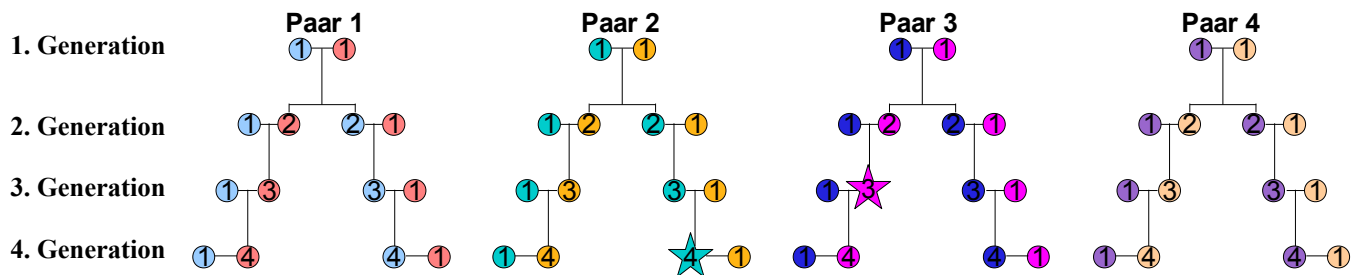 Paar 1 Paar 2 Paar 3 Paar 4
1. Generation 1 1 1 1 1 1 1 1
2. Generation 1 2 2 1 1 2 2 1 1 2 2 1 1 2 2 1
3. Generation 1 3 3 1 1 3 3 1 1 3 3 1 1 3 3 1
4. Generation 1 4 4 1 1 4 4 1 1 4 4 1 1 4 4 1